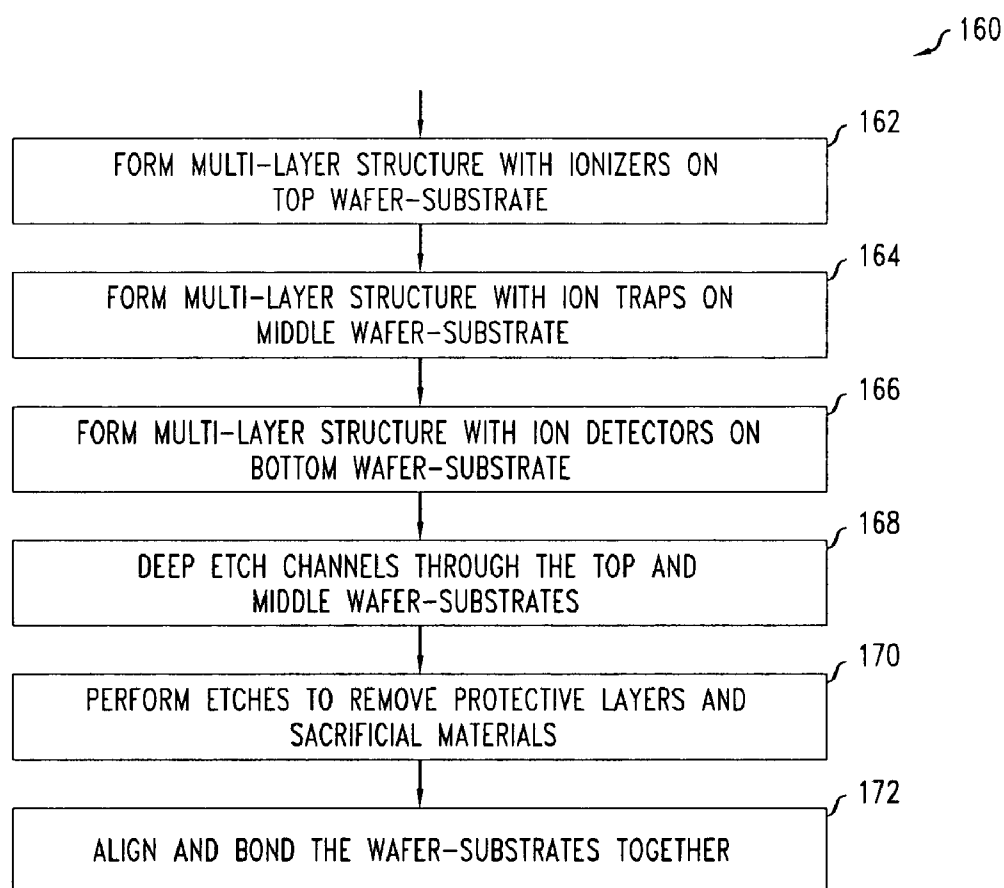 160
162
FORM MULTI-LAYER STRUCTURE WITH IONIZERS ON
TOP WAFER-SUBSTRATE
164
FORM MULTI-LAYER STRUCTURE WITH ION TRAPS ON
MIDDLE WAFER-SUBSTRATE
166
FORM MULTI-LAYER STRUCTURE WITH ION DETECTORS ON
BOTTOM WAFER-SUBSTRATE
168
DEEP ETCH CHANNELS THROUGH THE TOP AND
MIDDLE WAFER-SUBSTRATES
170
PERFORM ETCHES TO REMOVE PROTECTIVE LAYERS AND
SACRIFICIAL MATERIALS
172
ALIGN AND BOND THE WAFER-SUBSTRATES TOGETHER